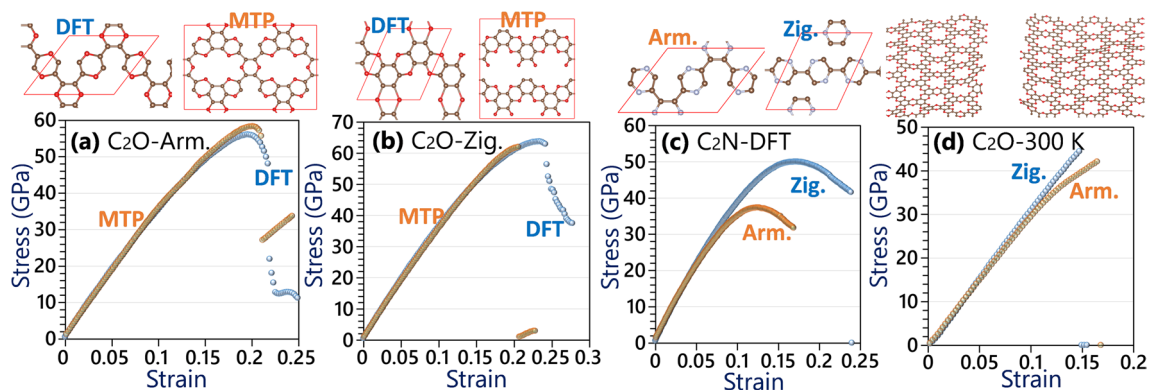 DFT
MTP
DFT
MTP
Arm.
Zig.
(a) C2O-Arm.
Stress (GPa)
60
50
40
30
20
10
0
MTP
DFT
0 0.05 0.1 0.15 0.2 0.25
Strain
(b) C2O-Zig.
Stress (GPa)
70
60
50
40
30
20
10
0
MTP
DFT
0 0.05 0.1 0.15 0.2 0.25 0.3
Strain
(c) C2N-DFT
Stress (GPa)
60
50
40
30
20
10
0
Zig.
Arm.
0 0.05 0.1 0.15 0.2 0.25
Strain
(d) C2O-300 K
Stress (GPa)
50
40
30
20
10
0
Zig.
Arm.
0 0.05 0.1 0.15 0.2
Strain